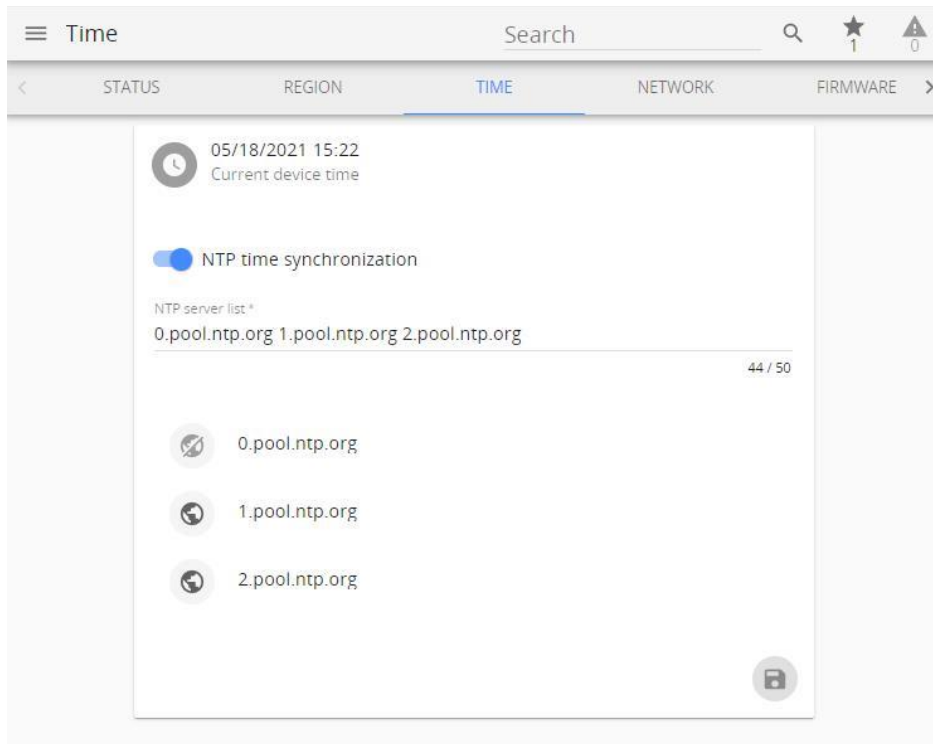 Time
Search
1
0
STATUS REGION TIME NETWORK FIRMWARE
05/18/2021 15:22
Current device time
NTP time synchronization
NTP server list *
0.pool.ntp.org 1.pool.ntp.org 2.pool.ntp.org
44 / 50
0.pool.ntp.org
1.pool.ntp.org
2.pool.ntp.org